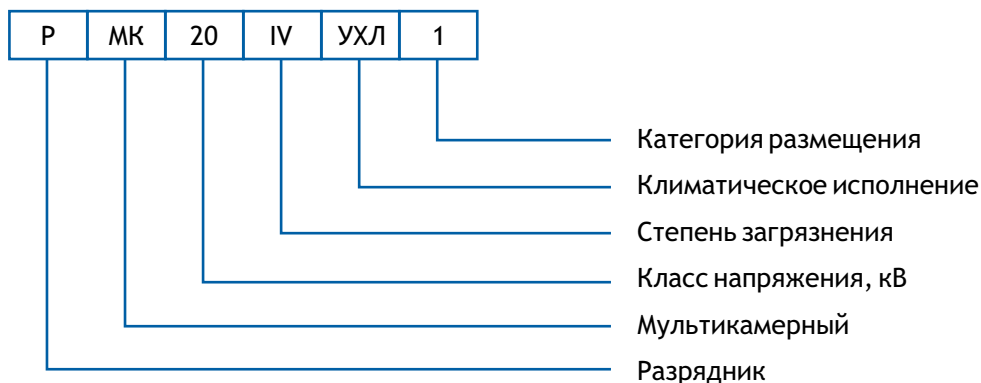 Р МК 20 IV УХЛ 1
Категория размещения
Климатическое исполнение
Степень загрязнения
Класс напряжения, кВ
Мультикамерный
Разрядник